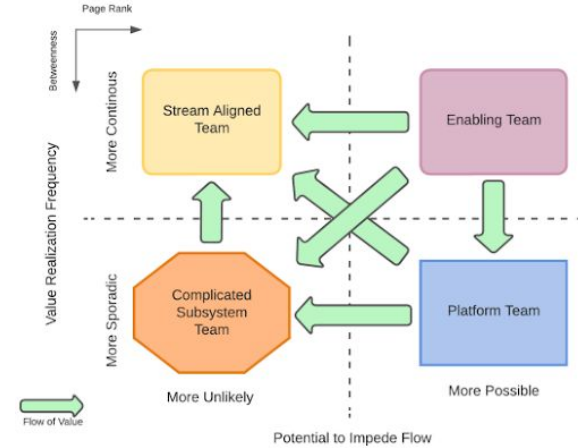 Page Rank
Betweenness
Value Realization Frequency
More Continous
Stream Aligned
Team
Enabling Team
More Sporadic
Complicated
Subsystem
Team
Platform Team
More Unlikely
More Possible
Flow of Value
Potential to Impede Flow